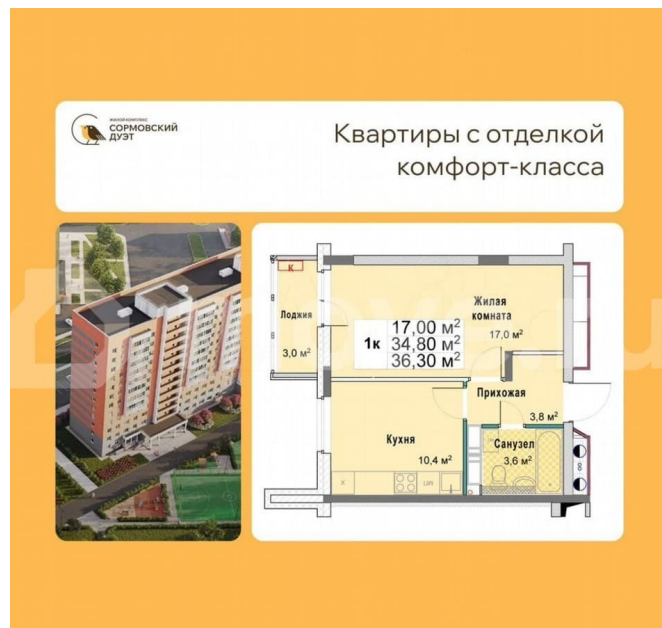 ЖИЛОЙ КОМПЛЕКС
СОРМОВСКИЙ
ДУЭТ
Квартиры с отделкой
комфорт-класса
К
Лоджия
3,0 м²
1к
17,00 м²
34,80 м²
36,30 м²
Жилая
комната
17,0 м²
Прихожая
3,8 м²
Кухня
10,4 м²
Санузел
3,6 м²
move.ru